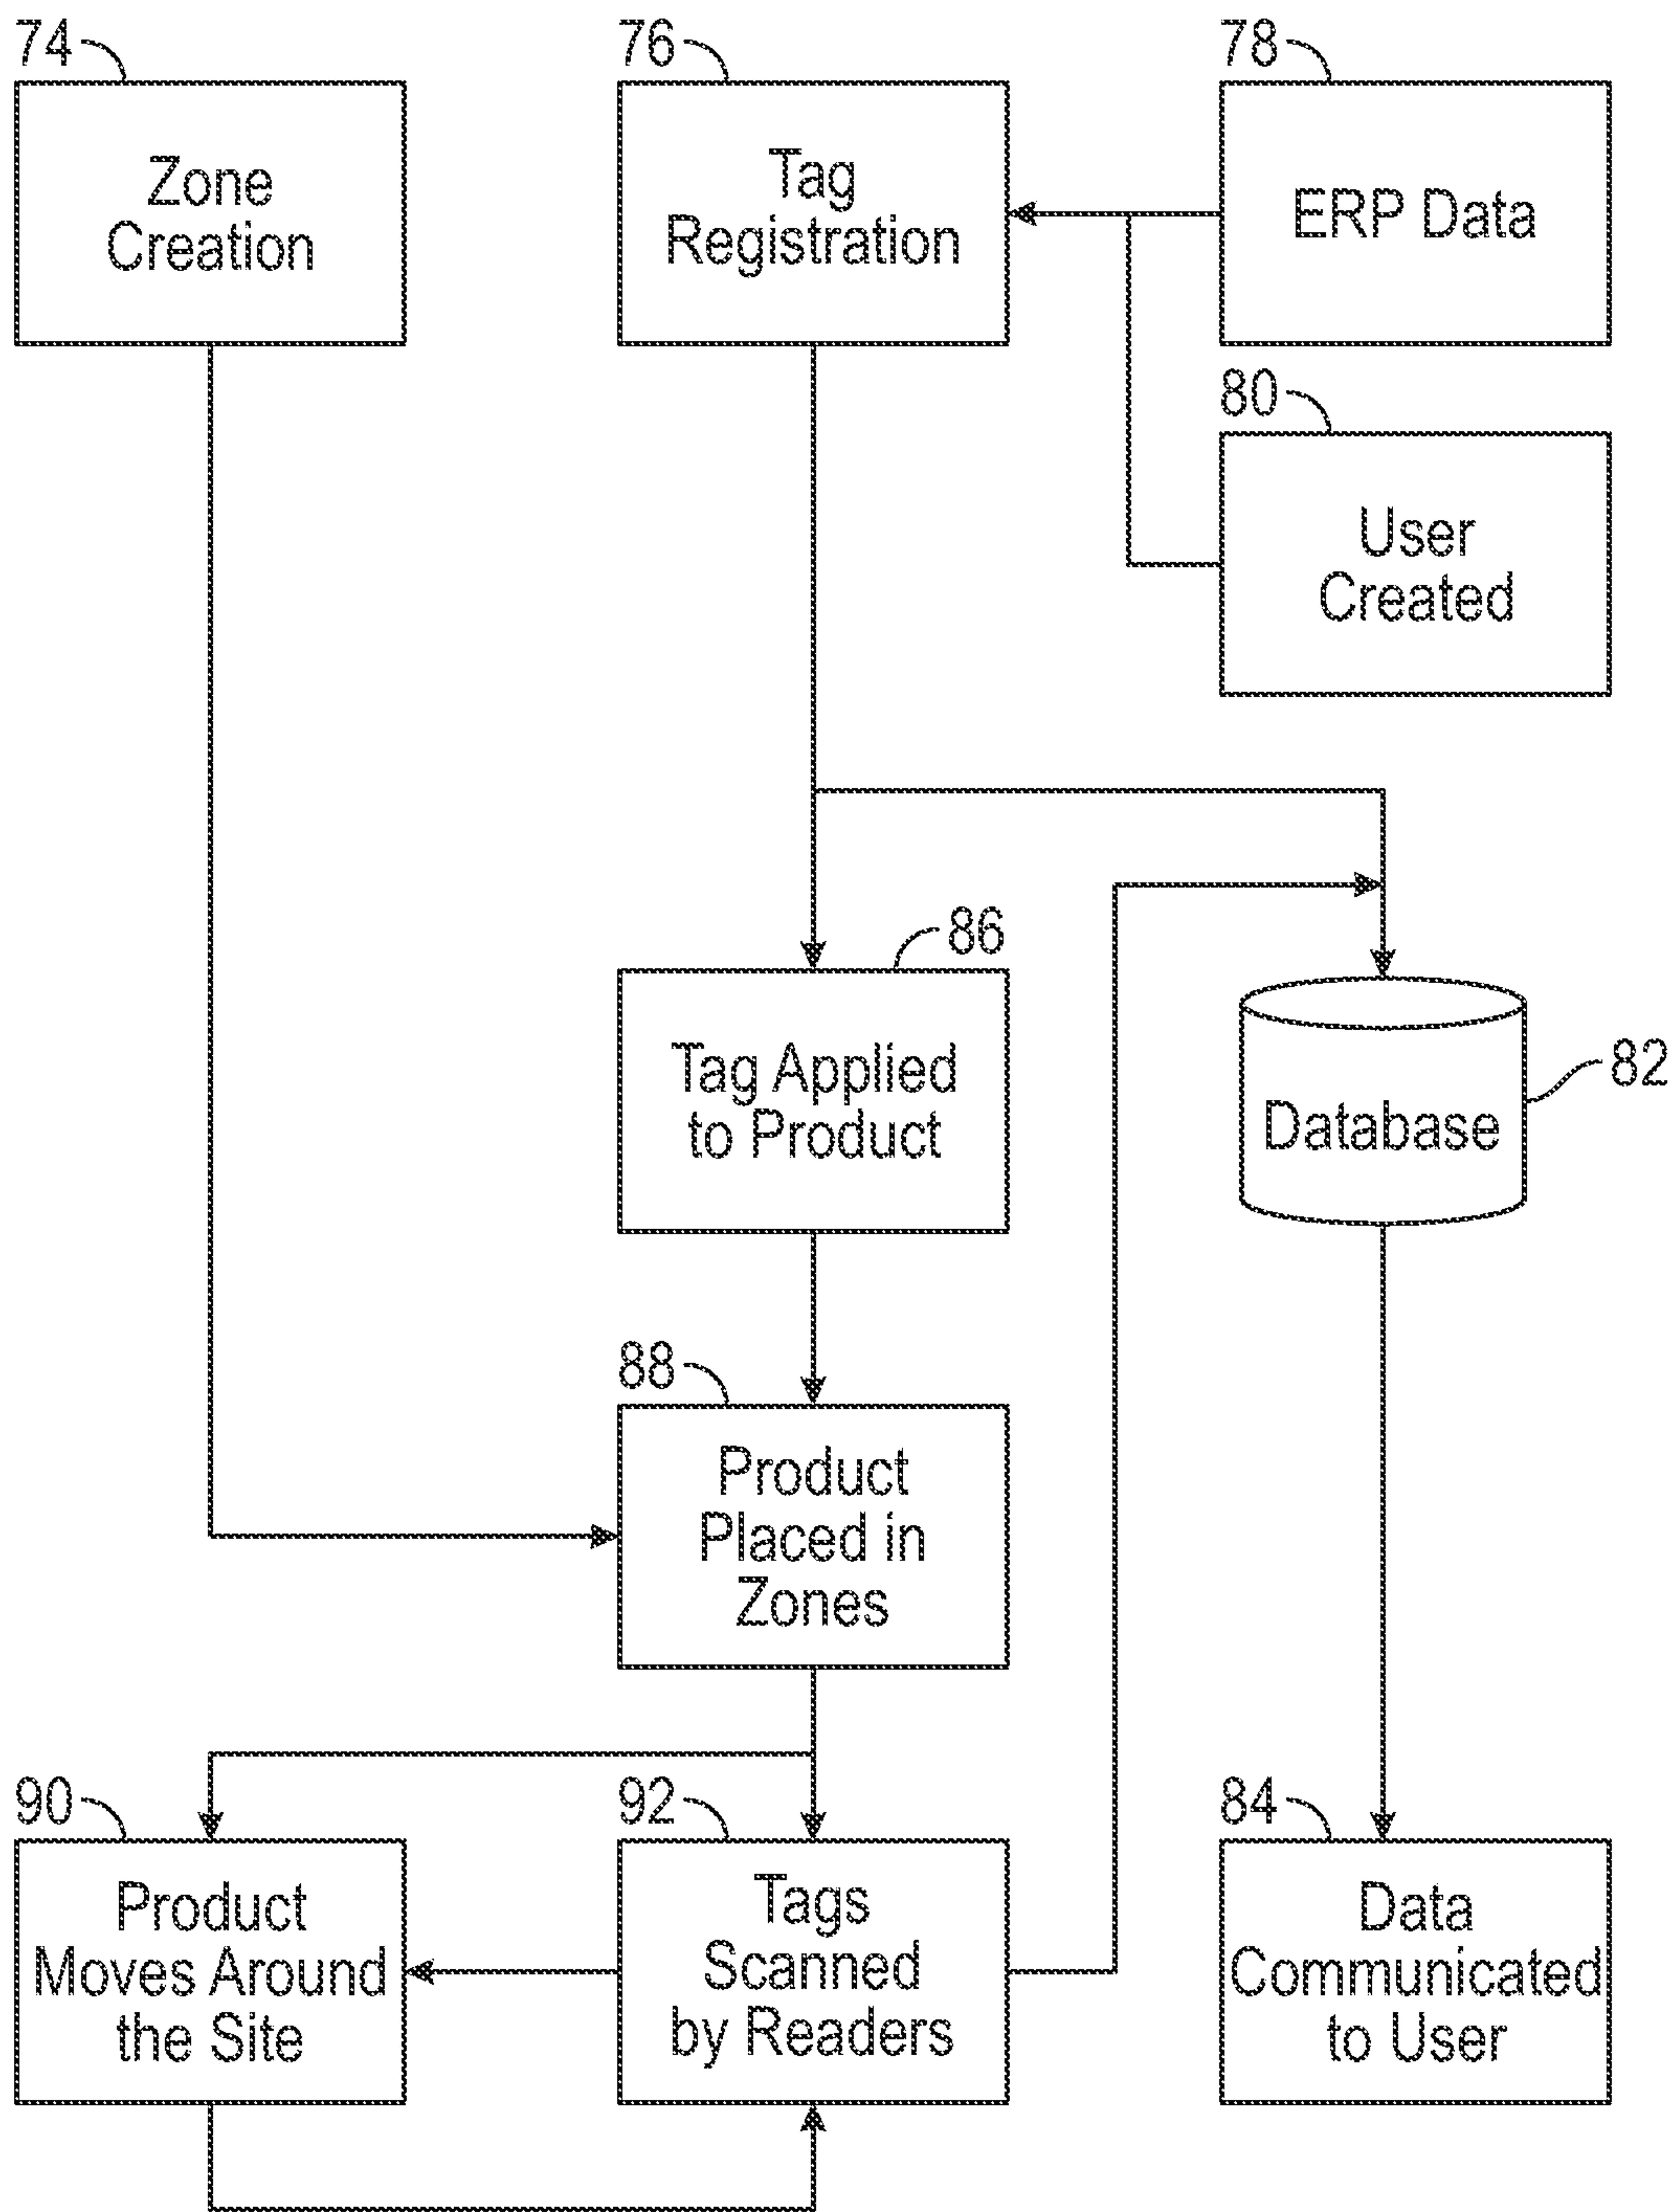 74
Zone
Creation
76
Tag
Registration
78
ERP Data
80
User
Created
86
Tag Applied
to Product
82
Database
88
Product
Placed in
Zones
90
Product
Moves Around
the Site
92
Tags
Scanned
by Readers
84
Data
Communicated
to User